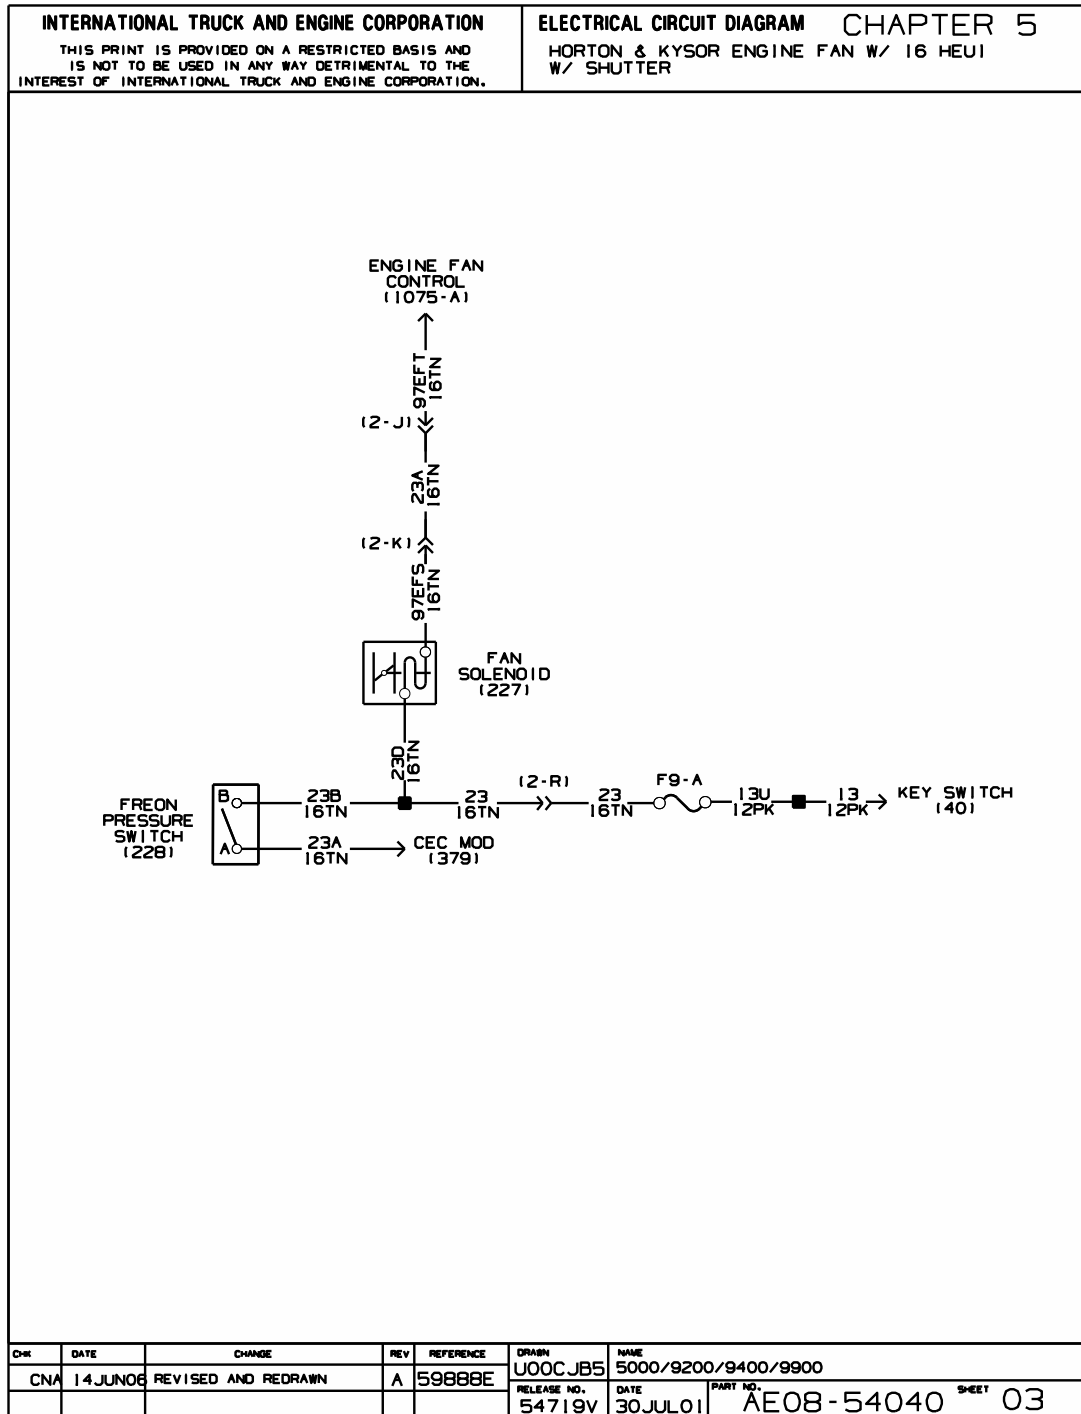 INTERNATIONAL TRUCK AND ENGINE CORPORATION
THIS PRINT IS PROVIDED ON A RESTRICTED BASIS AND
IS NOT TO BE USED IN ANY WAY DETRIMENTAL TO THE
INTEREST OF INTERNATIONAL TRUCK AND ENGINE CORPORATION.
ELECTRICAL CIRCUIT DIAGRAM CHAPTER 5
HORTON & KYSOR ENGINE FAN W/ 16 HEUI
W/ SHUTTER
ENGINE FAN
CONTROL
(1075-A)
97EFT
16TN
(2-J)
23A
16TN
(2-K)
97EFS
16TN
FAN
SOLENOID
(227)
23D
16TN
FREON
PRESSURE
SWITCH
(228)
B
A
23B
16TN
23
16TN
(2-R)
23
16TN
F9-A
13U
12PK
13
12PK
KEY SWITCH
(40)
23A
16TN
CEC MOD
(379)
CHK DATE CHANGE REV REFERENCE
CNA 14JUN06 REVISED AND REDRAWN A 59888E
DRAWN
U00CJB5
NAME
5000/9200/9400/9900
RELEASE NO.
54719V
DATE
30JUL01
PART NO.
AE08-54040
SHEET 03